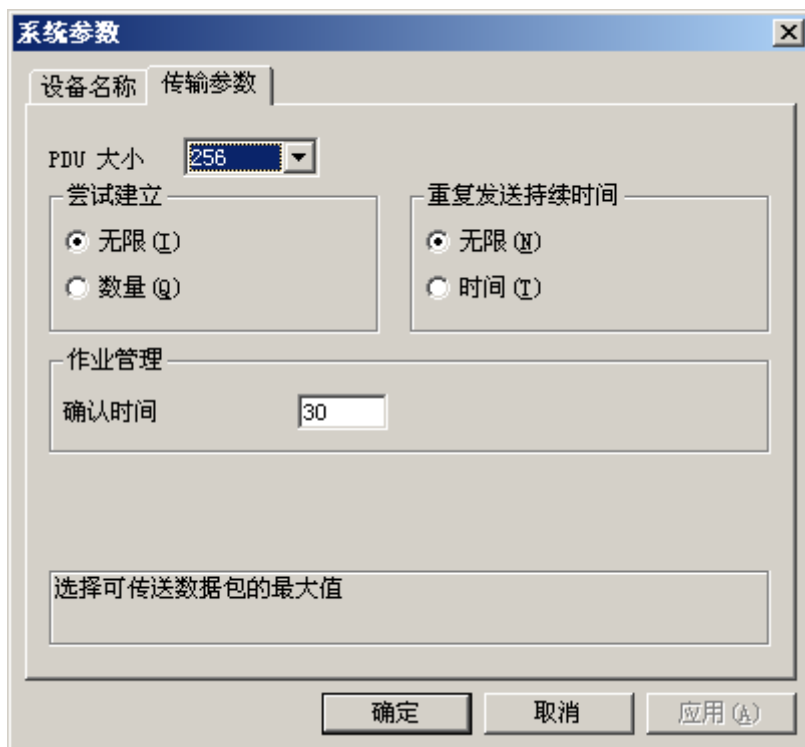 系统参数
设备名称 传输参数
PDU 大小 256
尝试建立 重复发送持续时间
无限(I) 无限(N)
数量(Q) 时间(T)
作业管理
确认时间 30
选择可传送数据包的最大值
确定 取消 应用(A)